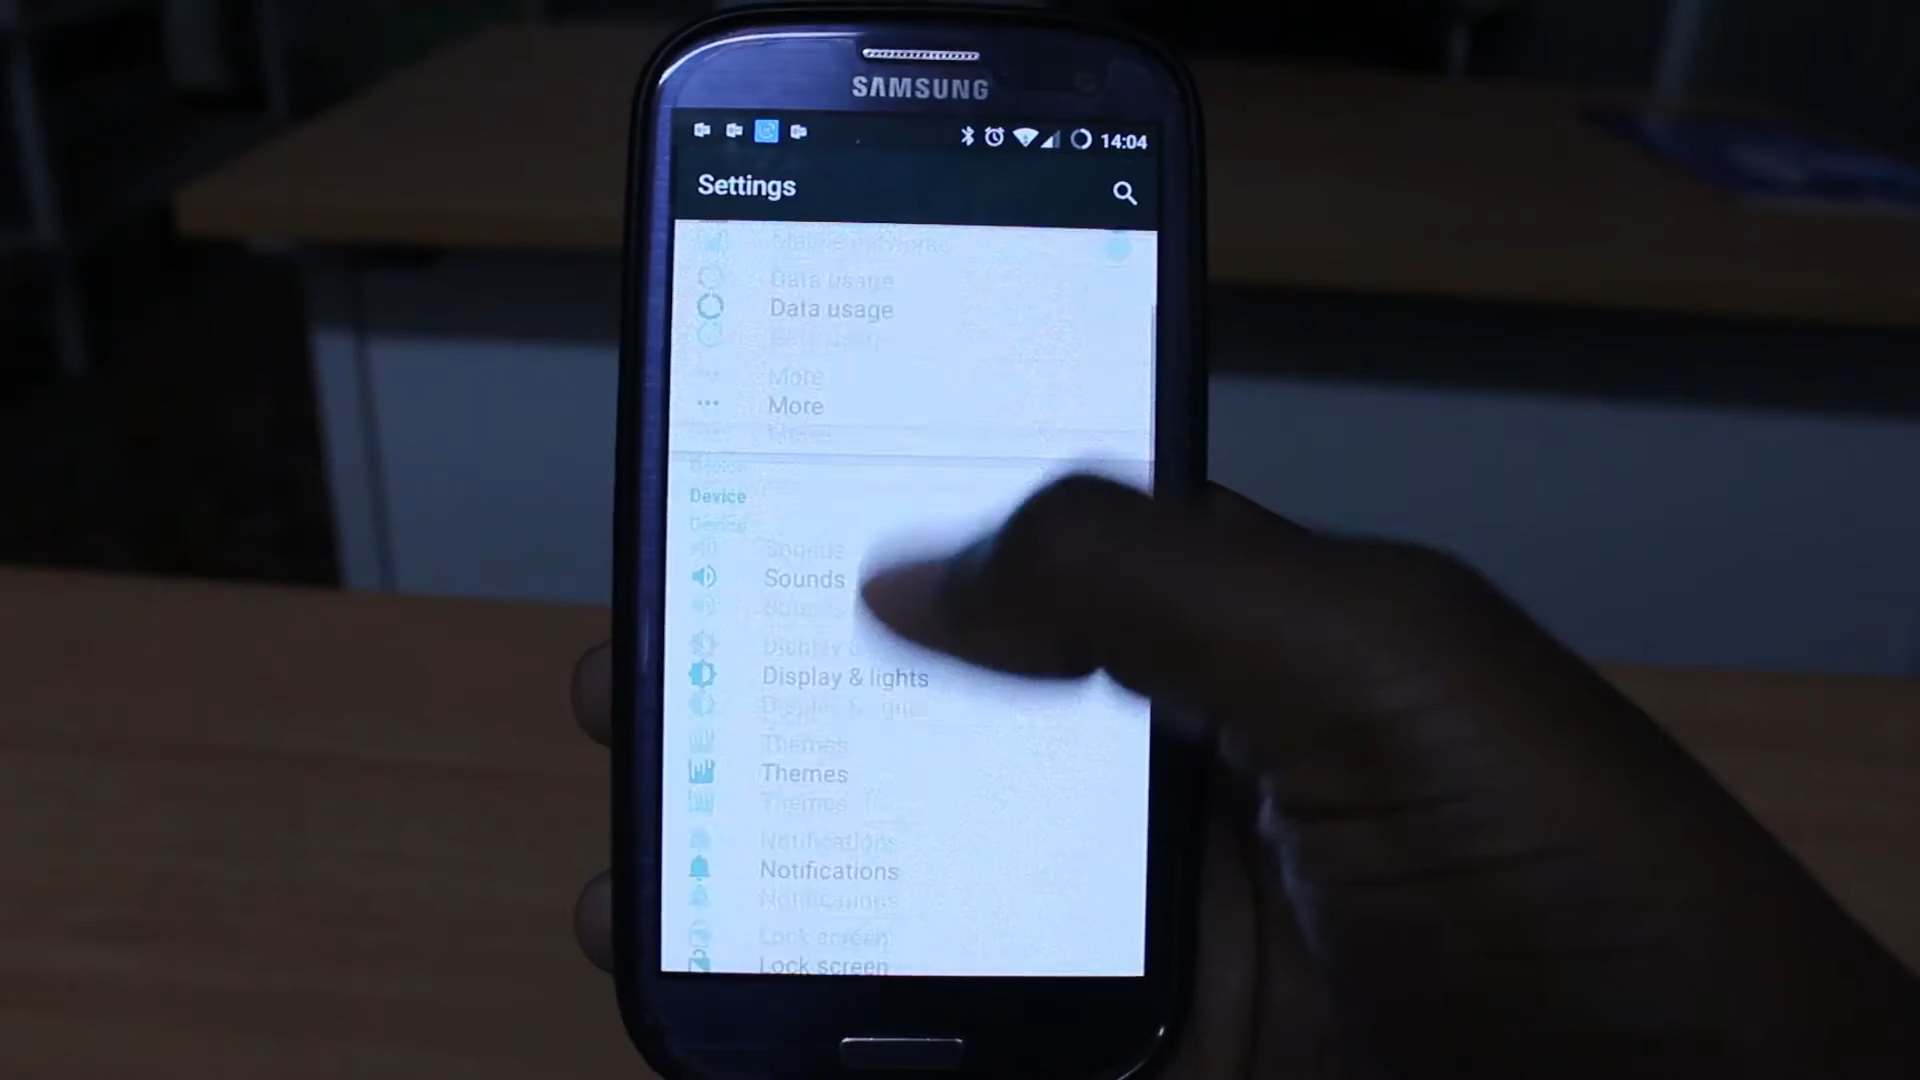 SAMSUNG
14:04
Settings
Data usage
More
Device
Sounds
Display & lights
Themes
Notifications
Lock screen